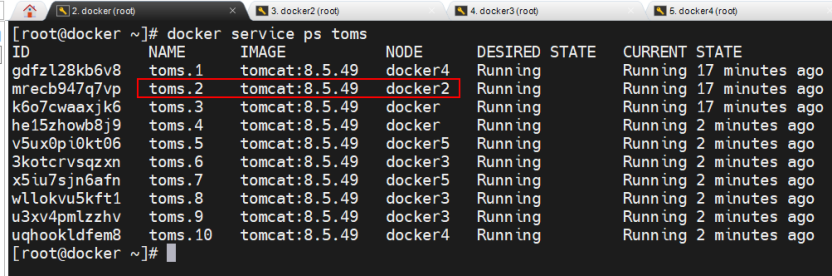 2. docker (root) 3. docker2 (root) 4. docker3 (root) 5. docker4 (root)
[root@docker ~]# docker service ps toms
ID NAME IMAGE NODE DESIRED STATE CURRENT STATE
gdfzl28kb6v8 toms.1 tomcat:8.5.49 docker4 Running Running 17 minutes ago
mrecb947q7vp toms.2 tomcat:8.5.49 docker2 Running Running 17 minutes ago
k6o7cwaaxjk6 toms.3 tomcat:8.5.49 docker Running Running 17 minutes ago
he15zhowb8j9 toms.4 tomcat:8.5.49 docker Running Running 2 minutes ago
v5ux0pi0kt06 toms.5 tomcat:8.5.49 docker5 Running Running 2 minutes ago
3kotcrvsqzxn toms.6 tomcat:8.5.49 docker3 Running Running 2 minutes ago
x5iu7sjn6afn toms.7 tomcat:8.5.49 docker5 Running Running 2 minutes ago
wllokvu5kft1 toms.8 tomcat:8.5.49 docker3 Running Running 2 minutes ago
u3xv4pmlzzhv toms.9 tomcat:8.5.49 docker3 Running Running 2 minutes ago
uqhookldfem8 toms.10 tomcat:8.5.49 docker4 Running Running 2 minutes ago
[root@docker ~]#